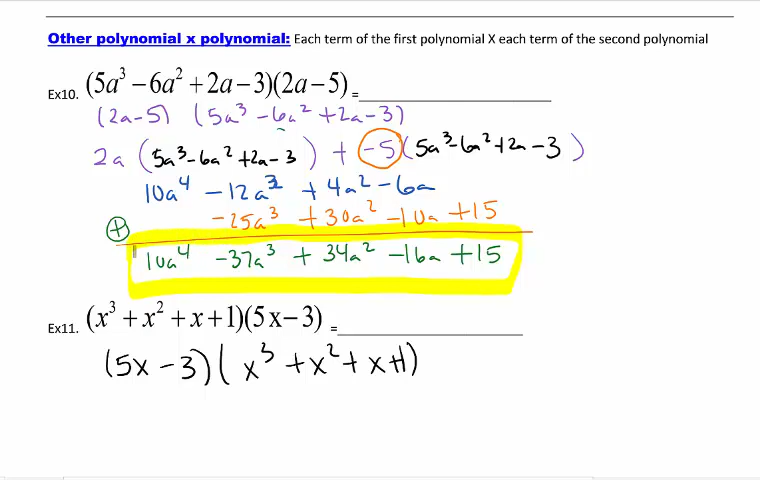 Other polynomial x polynomial: Each term of the first polynomial X each term of the second polynomial
Ex10. (5a³ − 6a² + 2a − 3)(2a − 5) =
(2a − 5) (5a³ − 6a² + 2a − 3)
2a (5a³ − 6a² + 2a − 3) + −5 (5a³ − 6a² + 2a − 3)
10a⁴ − 12a³ + 4a² − 6a
+ −25a³ + 30a² − 10a + 15
10a⁴ − 37a³ + 34a² − 16a + 15
Ex11. (x³ + x² + x + 1)(5x − 3) =
(5x − 3)(x³ + x² + x + 1)